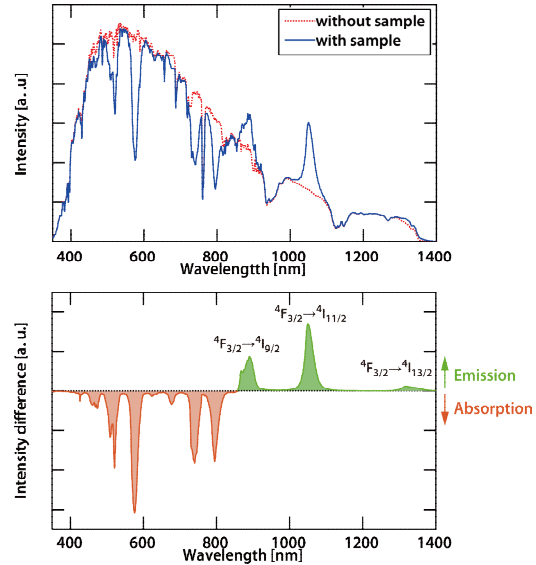 without sample
with sample
Intensity [a. .u]
400 600 800 1000 1200 1400
Wavelengtth [nm]
⁴F₃/₂→⁴I₁₁/₂
⁴F₃/₂→⁴I₉/₂
⁴F₃/₂→⁴I₁₃/₂
Emission
Absorption
Intensity difference [a. u.]
400 600 800 1000 1200 1400
Wavelength [nm]